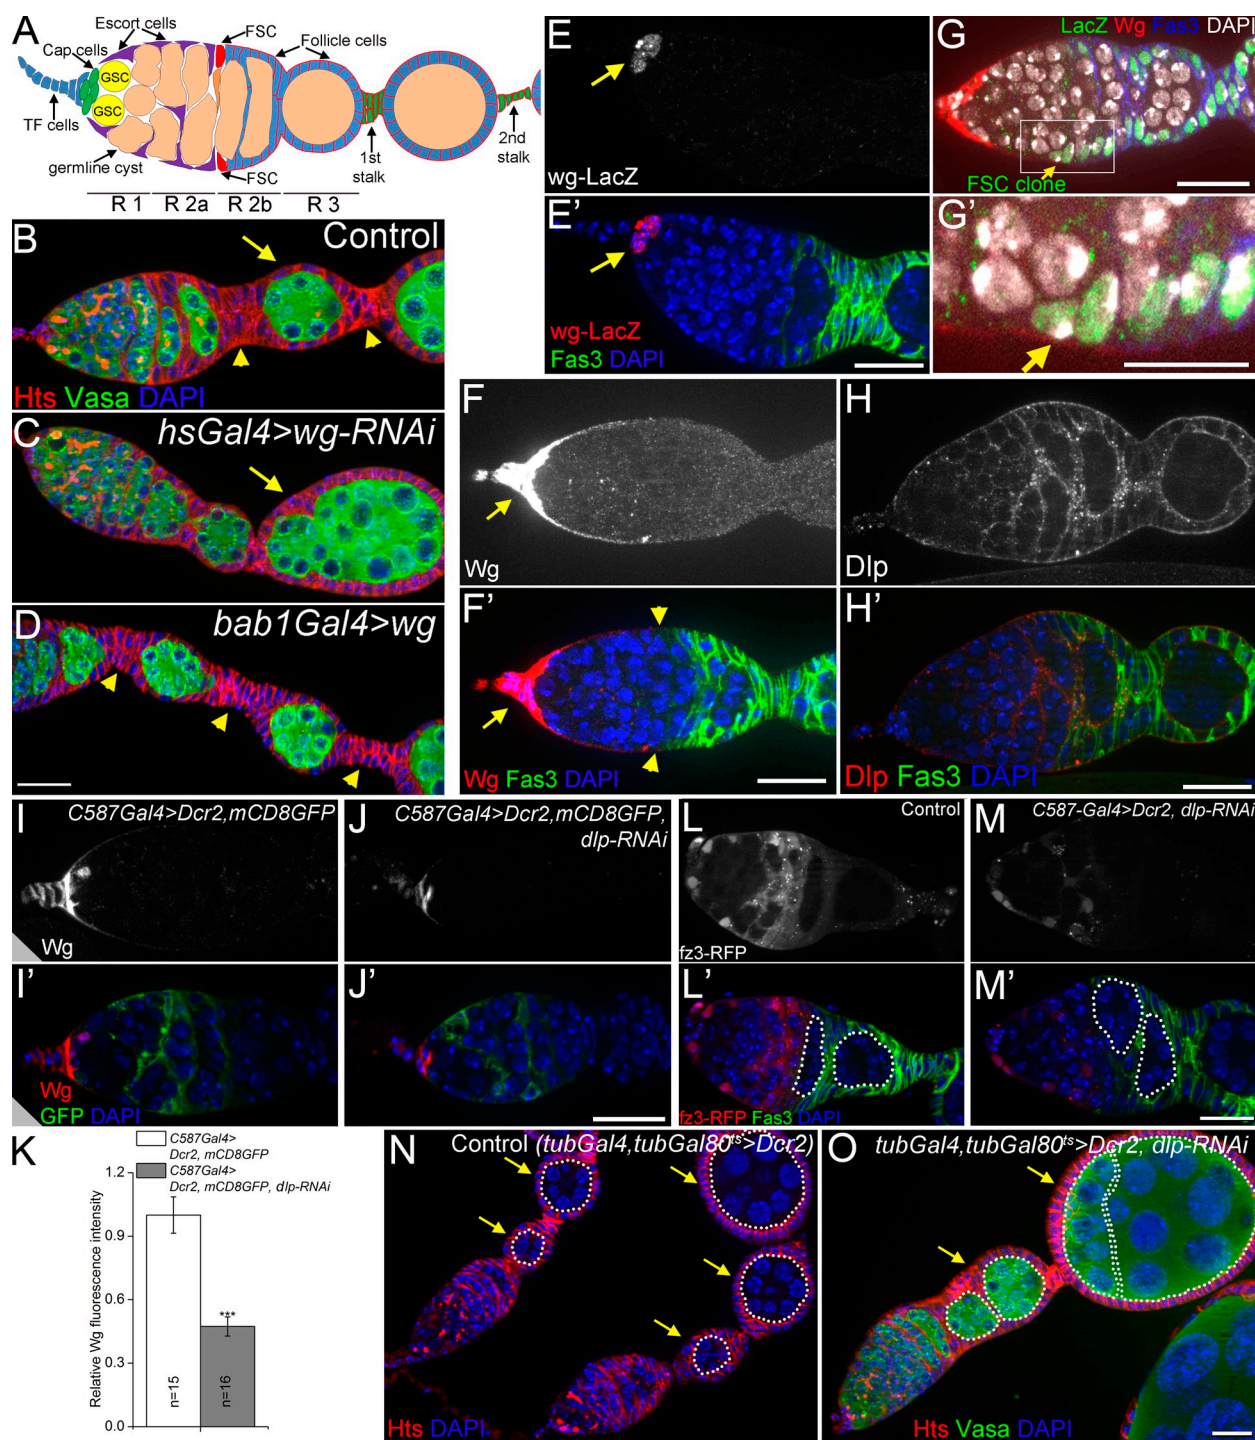 A
Escort cells
FSC
Follicle cells
Cap cells
GSC
GSC
TF cells
germline cyst
FSC
1st
stalk
2nd
stalk
R 1
R 2a
R 2b
R 3
B
Control
Hts Vasa DAPI
C
hsGal4>wg-RNAi
D
bab1Gal4>wg
E
wg-LacZ
E’
wg-LacZ
Fas3 DAPI
F
Wg
F’
Wg Fas3 DAPI
G
LacZ Wg Fas3 DAPI
FSC clone
G’
H
Dlp
H’
Dlp Fas3 DAPI
I
C587Gal4>Dcr2,mCD8GFP
Wg
I’
Wg
GFP DAPI
J
C587Gal4>Dcr2,mCD8GFP,
dlp-RNAi
J’
K
C587Gal4>
Dcr2, mCD8GFP
C587Gal4>
Dcr2, mCD8GFP, dlp-RNAi
Relative Wg fluorescence intensity
1.2
0.9
0.6
0.3
0.0
***
n=15
n=16
L
Control
fz3-RFP
L’
fz3-RFP Fas3 DAPI
M
C587-Gal4>Dcr2, dlp-RNAi
M’
N
Control (tubGal4,tubGal80ts>Dcr2)
Hts DAPI
O
tubGal4,tubGal80ts>Dcr2, dlp-RNAi
Hts Vasa DAPI